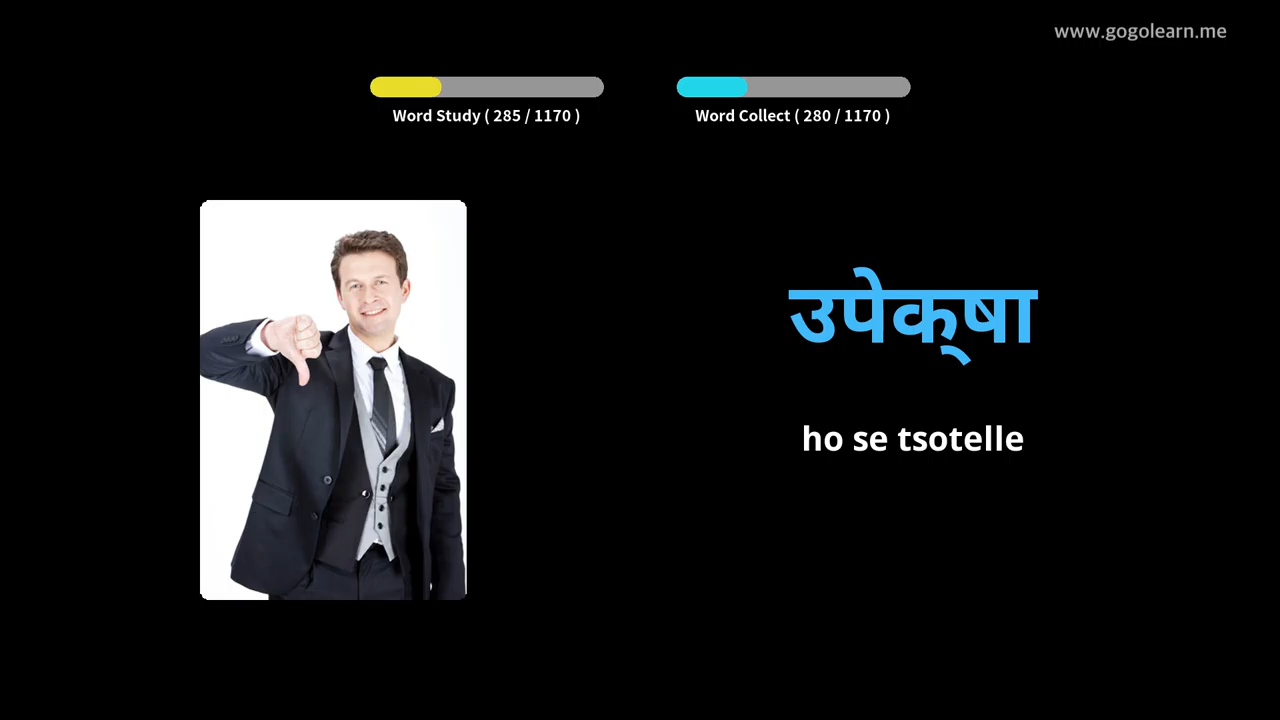 www.gogolearn.me
Word Study ( 285 / 1170 )
Word Collect ( 280 / 1170 )
उपेक्‌षा
ho se tsotelle